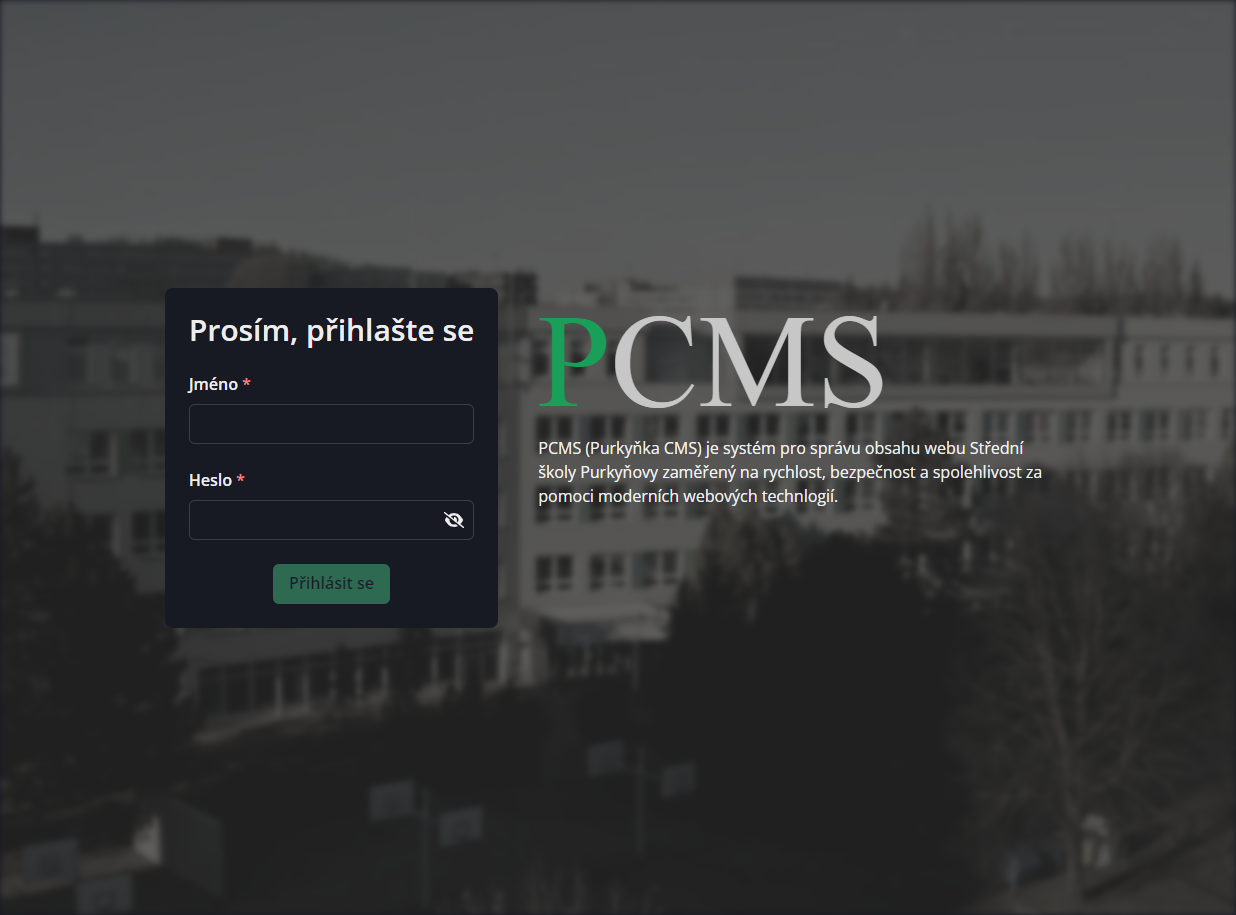 Prosím, přihlašte se
Jméno *
Heslo *
Přihlásit se
PCMS
PCMS (Purkyňka CMS) je systém pro správu obsahu webu Střední
školy Purkyňovy zaměřený na rychlost, bezpečnost a spolehlivost za
pomoci moderních webových technlogií.